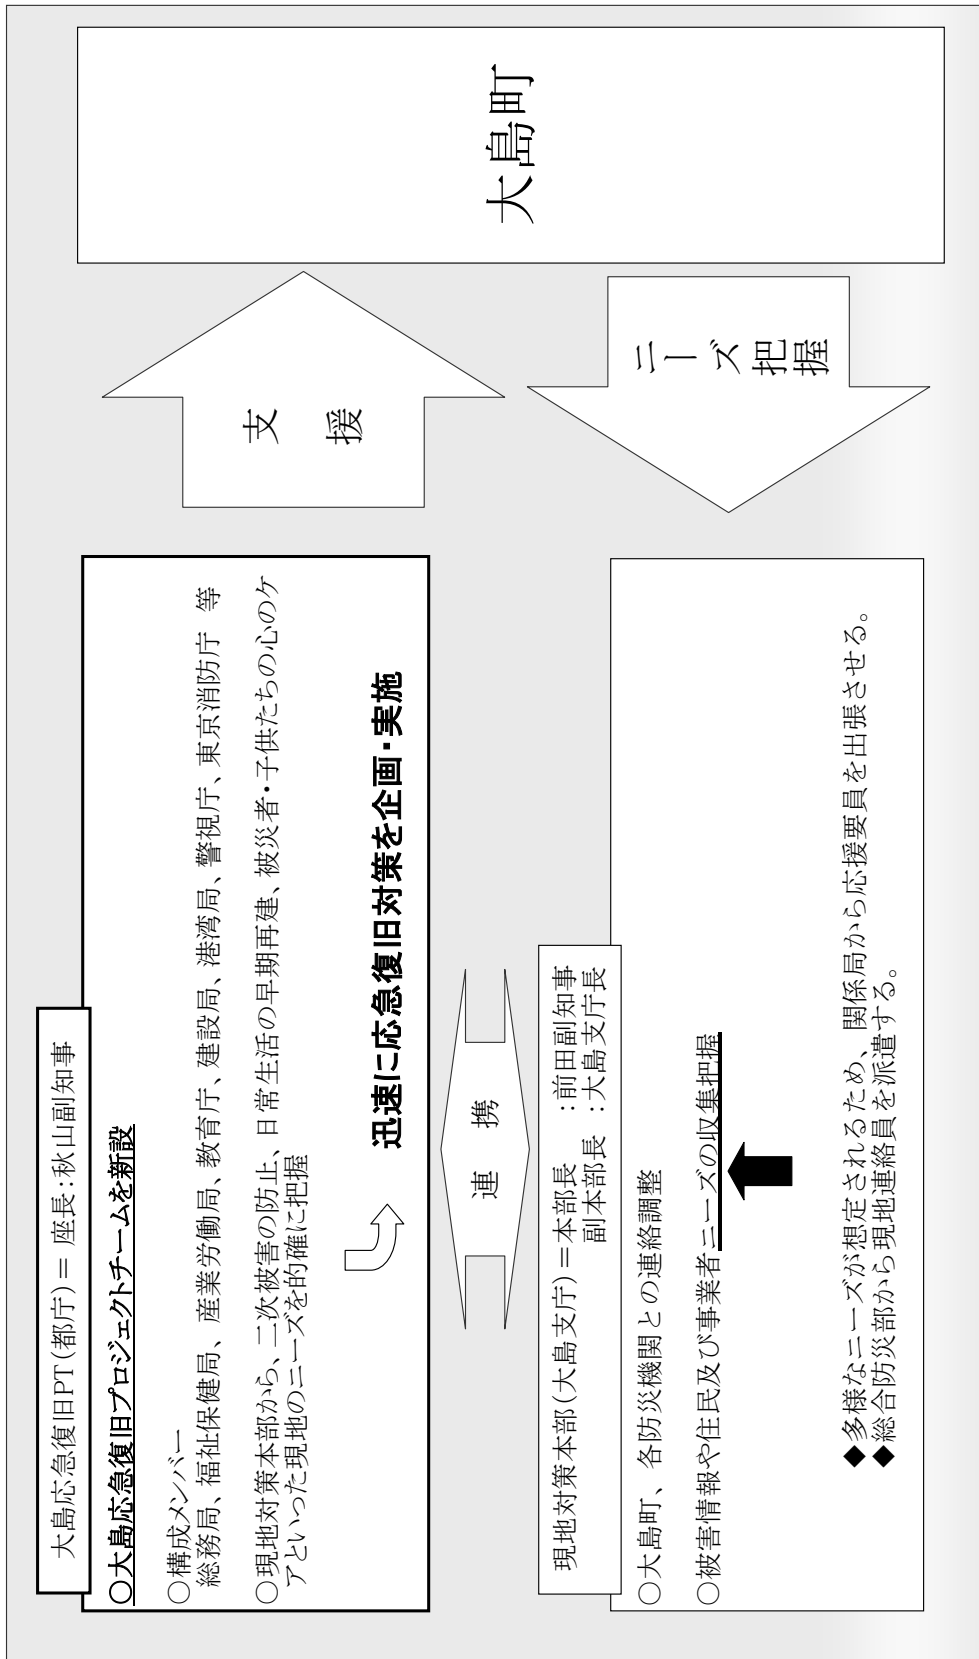 大島応急復旧PT(都庁)＝ 座長：秋山副知事
○大島応急復旧プロジェクトチームを新設
○構成メンバー
総務局、福祉保健局、産業労働局、教育庁、建設局、港湾局、警視庁、東京消防庁　等
○現地対策本部から、二次被害の防止、日常生活の早期再建、被災者・子供たちの心のケ
アといった現地のニーズを的確に把握
迅速に応急復旧対策を企画・実施
連　携
現地対策本部(大島支庁)＝本部長　：前田副知事
副本部長　：大島支庁長
○大島町、各防災機関との連絡調整
○被害情報や住民及び事業者ニーズの収集把握
◆多様なニーズが想定されるため、関係局から応援要員を出張させる。
◆総合防災部から現地連絡員を派遣する。
支　援
ニーズ把握
大島町